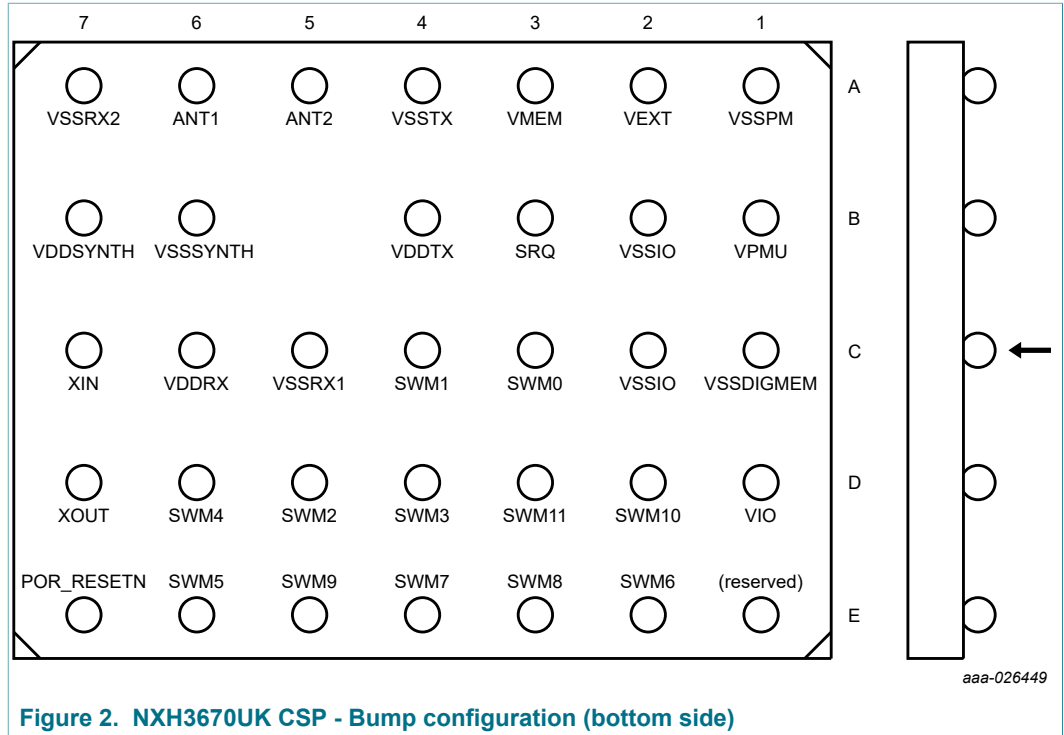 7 6 5 4 3 2 1
A
VSSRX2 ANT1 ANT2 VSSTX VMEM VEXT VSSPM
B
VDDSYNTH VSSSYNTH VDDTX SRQ VSSIO VPMU
C
XIN VDDRX VSSRX1 SWM1 SWM0 VSSIO VSSDIGMEM
D
XOUT SWM4 SWM2 SWM3 SWM11 SWM10 VIO
POR_RESETN SWM5 SWM9 SWM7 SWM8 SWM6 (reserved)
E
aaa-026449
Figure 2. NXH3670UK CSP - Bump configuration (bottom side)